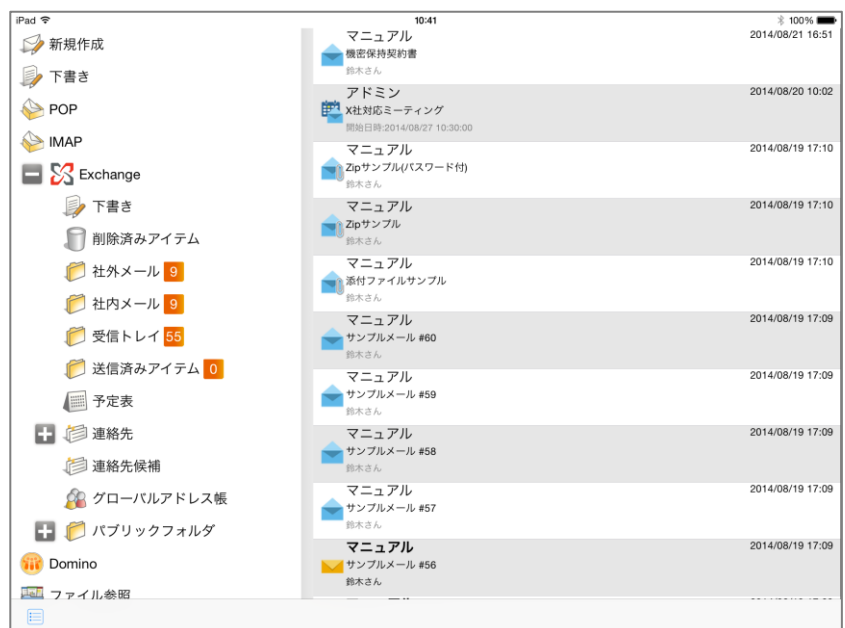 iPad 10:41 100%
新規作成
下書き
POP
IMAP
Exchange
下書き
削除済みアイテム
社外メール 9
社内メール 9
受信トレイ 55
送信済みアイテム 0
予定表
連絡先
連絡先候補
グローバルアドレス帳
パブリックフォルダ
Domino
ファイル参照
マニュアル 2014/08/21 16:51
機密保持契約書
鈴木さん
アドミン 2014/08/20 10:02
X社対応ミーティング
開始日時:2014/08/27 10:30:00
マニュアル 2014/08/19 17:10
Zipサンプル(パスワード付)
鈴木さん
マニュアル 2014/08/19 17:10
Zipサンプル
鈴木さん
マニュアル 2014/08/19 17:10
添付ファイルサンプル
鈴木さん
マニュアル 2014/08/19 17:09
サンプルメール #60
鈴木さん
マニュアル 2014/08/19 17:09
サンプルメール #59
鈴木さん
マニュアル 2014/08/19 17:09
サンプルメール #58
鈴木さん
マニュアル 2014/08/19 17:09
サンプルメール #57
鈴木さん
マニュアル 2014/08/19 17:09
サンプルメール #56
鈴木さん